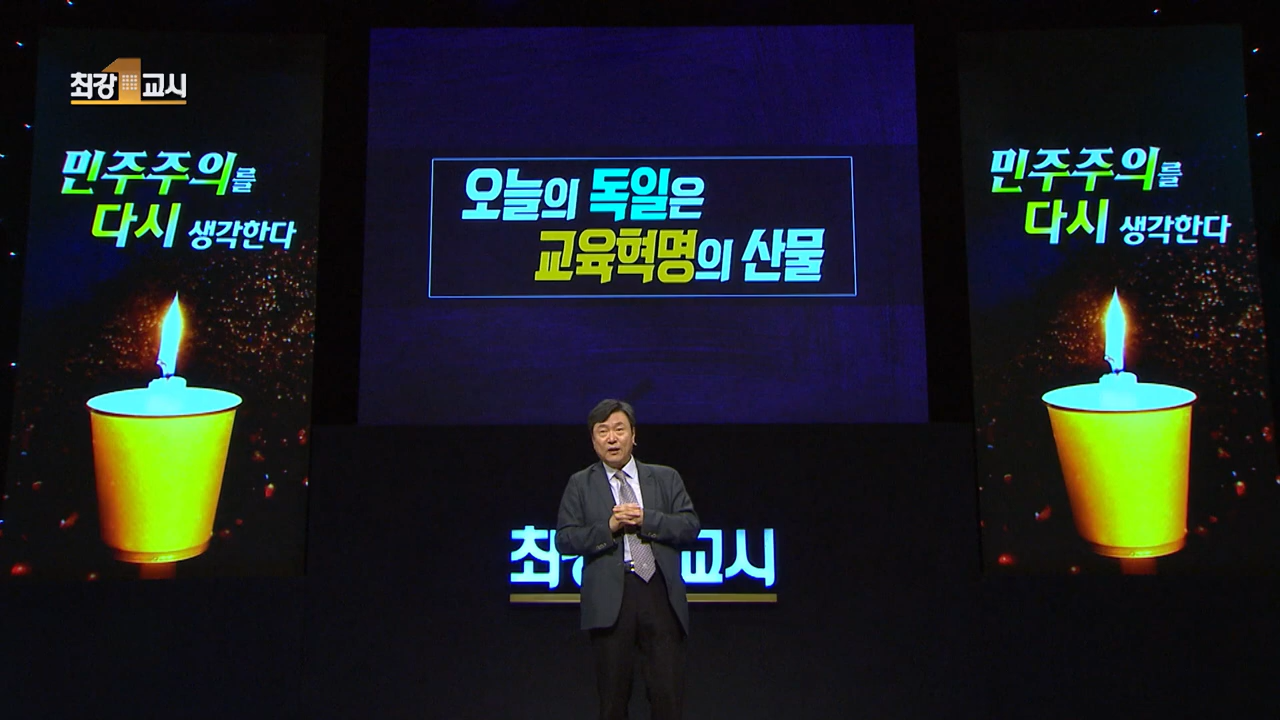 최강1교시
민주주의를
다시 생각한다
오늘의 독일은
교육혁명의 산물
민주주의를
다시 생각한다
최강 교시